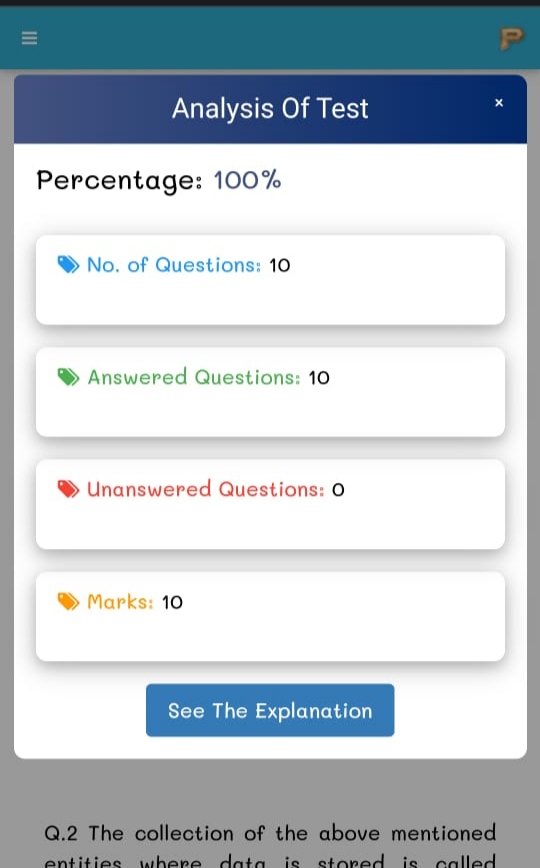 Analysis Of Test
×
Percentage: 100%
No. of Questions: 10
Answered Questions: 10
Unanswered Questions: 0
Marks: 10
See The Explanation
Q.2 The collection of the above mentioned
entities where data is stored is called